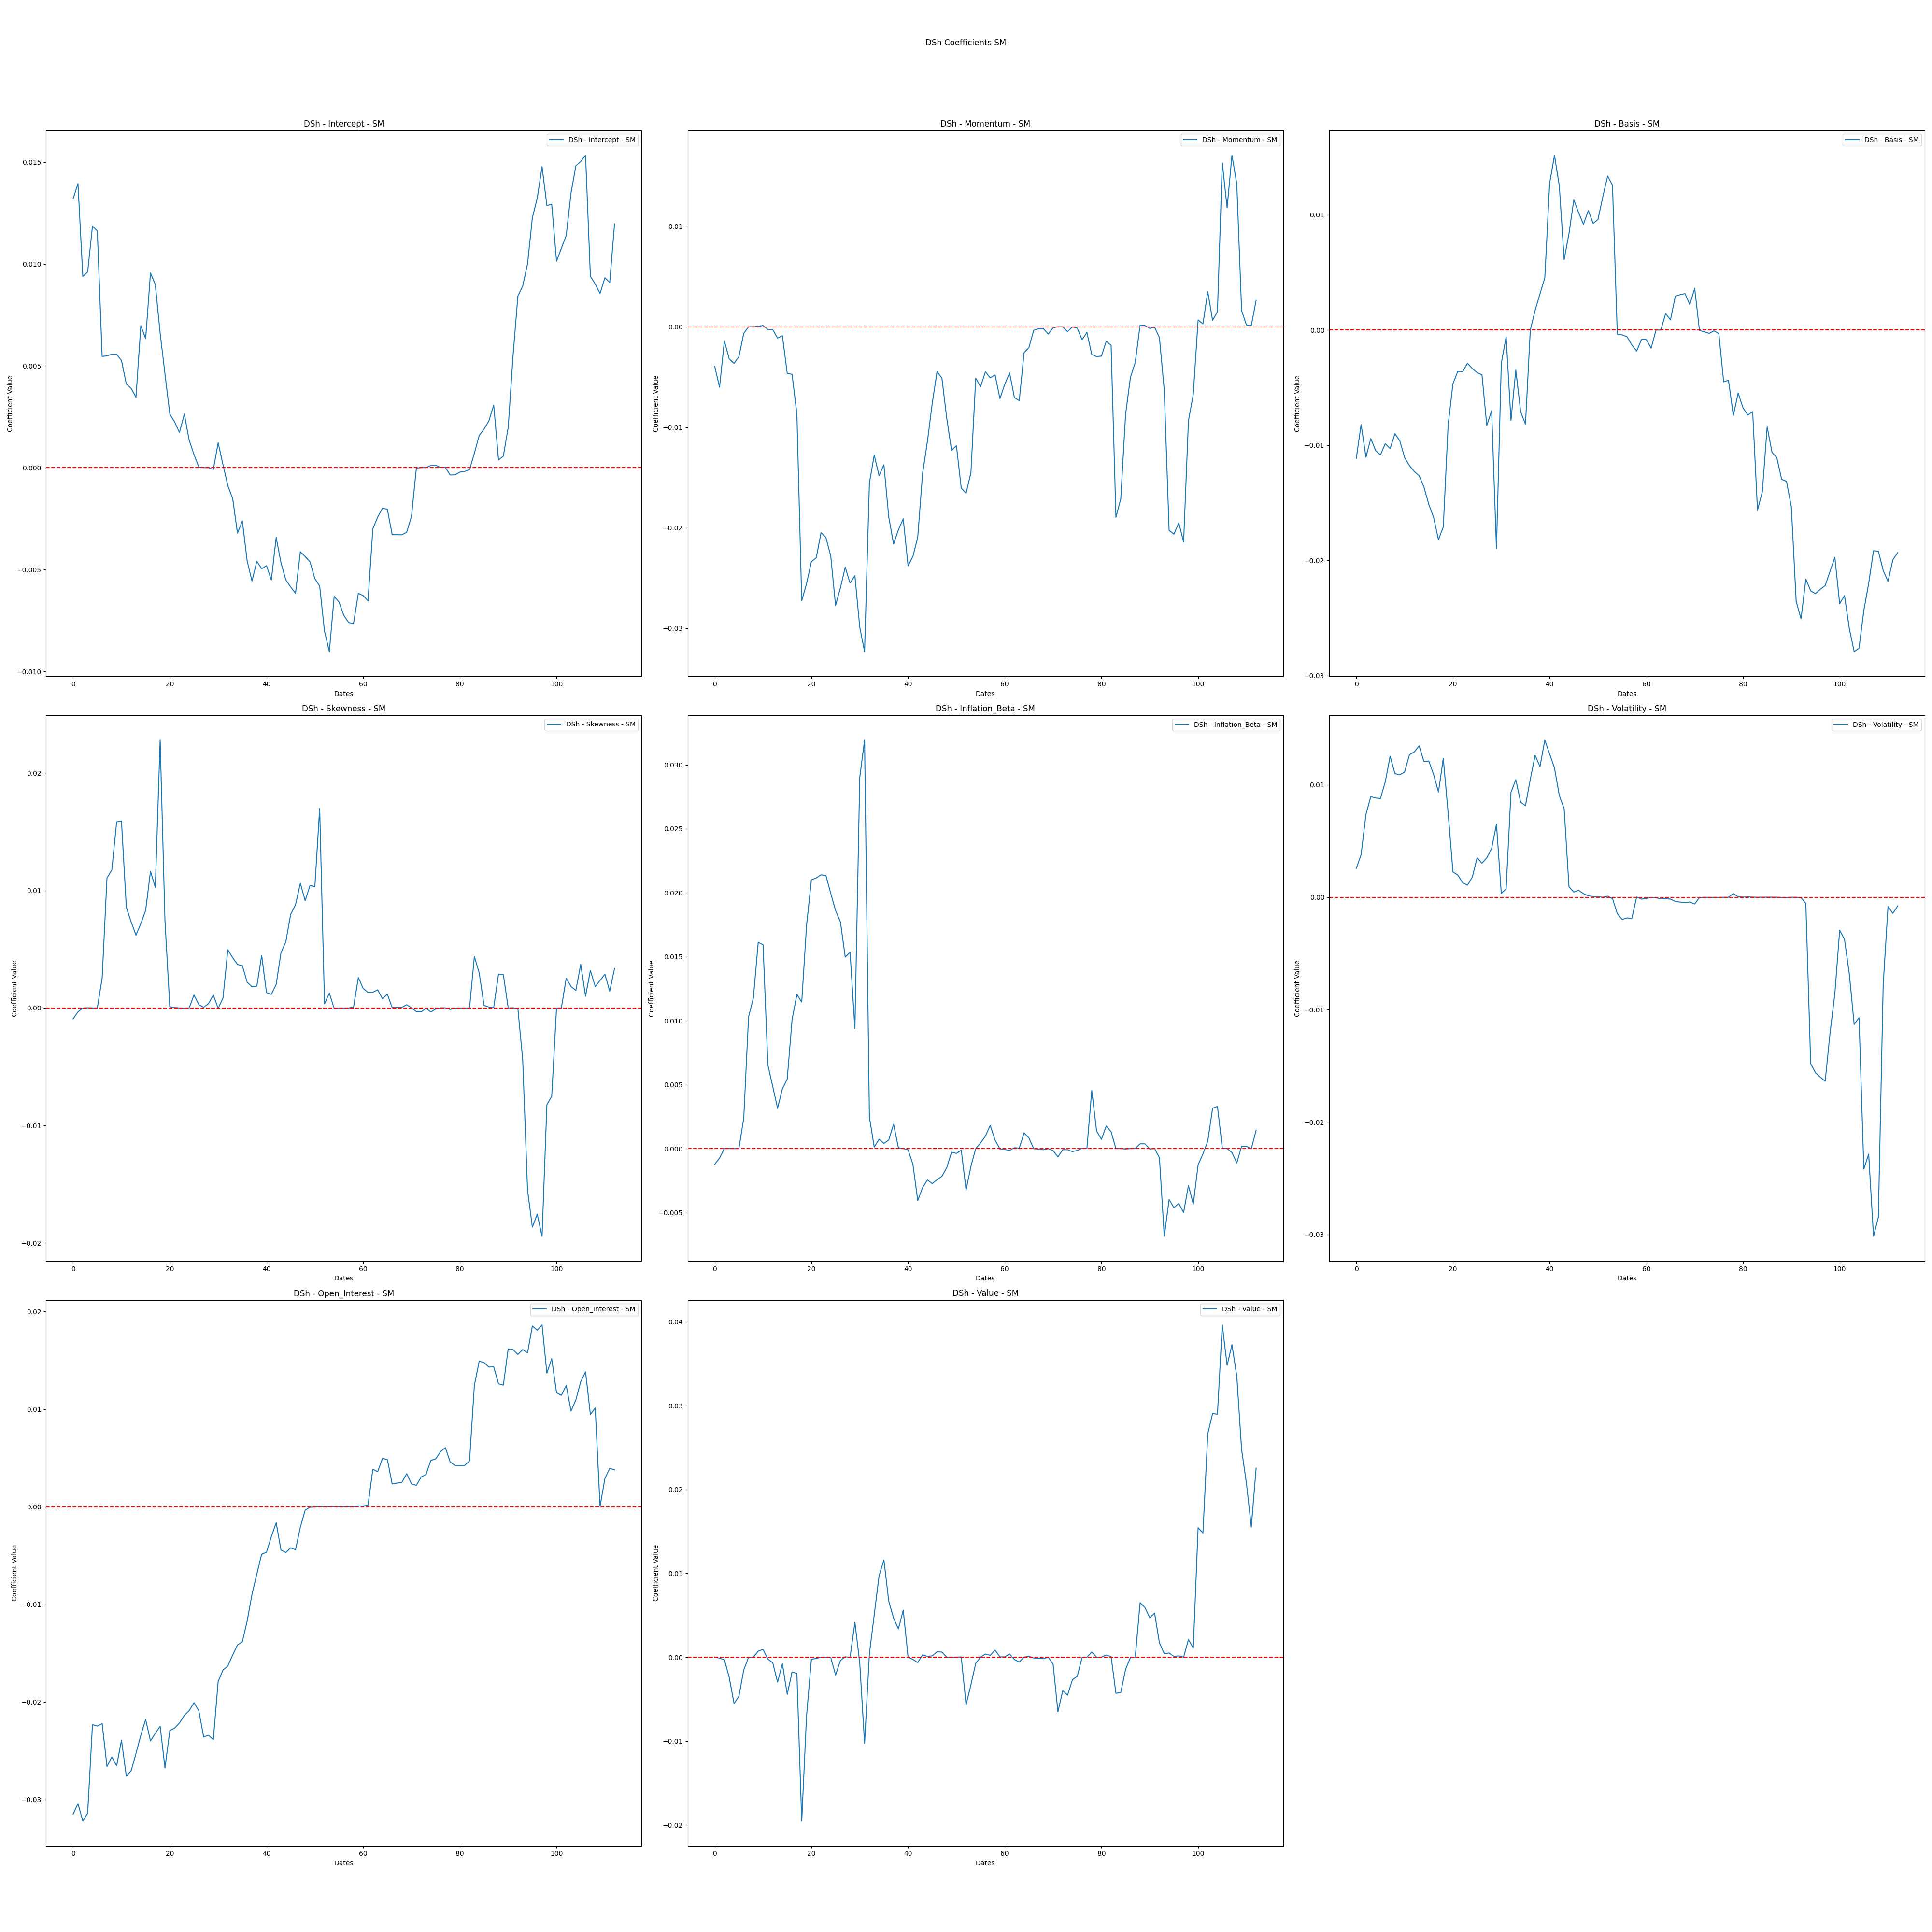 DSh Coefficients SM
DSh - Intercept - SM
DSh - Intercept - SM
Coefficient Value
0.015
0.010
0.005
0.000
−0.005
−0.010
0 20 40 60 80 100
Dates
DSh - Momentum - SM
DSh - Momentum - SM
Coefficient Value
0.01
0.00
−0.01
−0.02
−0.03
0 20 40 60 80 100
Dates
DSh - Basis - SM
DSh - Basis - SM
Coefficient Value
0.01
0.00
−0.01
−0.02
−0.03
0 20 40 60 80 100
Dates
DSh - Skewness - SM
DSh - Skewness - SM
Coefficient Value
0.02
0.01
0.00
−0.01
−0.02
0 20 40 60 80 100
Dates
DSh - Inflation_Beta - SM
DSh - Inflation_Beta - SM
Coefficient Value
0.030
0.025
0.020
0.015
0.010
0.005
0.000
−0.005
0 20 40 60 80 100
Dates
DSh - Volatility - SM
DSh - Volatility - SM
Coefficient Value
0.01
0.00
−0.01
−0.02
−0.03
0 20 40 60 80 100
Dates
DSh - Open_Interest - SM
DSh - Open_Interest - SM
Coefficient Value
0.02
0.01
0.00
−0.01
−0.02
−0.03
0 20 40 60 80 100
Dates
DSh - Value - SM
DSh - Value - SM
Coefficient Value
0.04
0.03
0.02
0.01
0.00
−0.01
−0.02
0 20 40 60 80 100
Dates